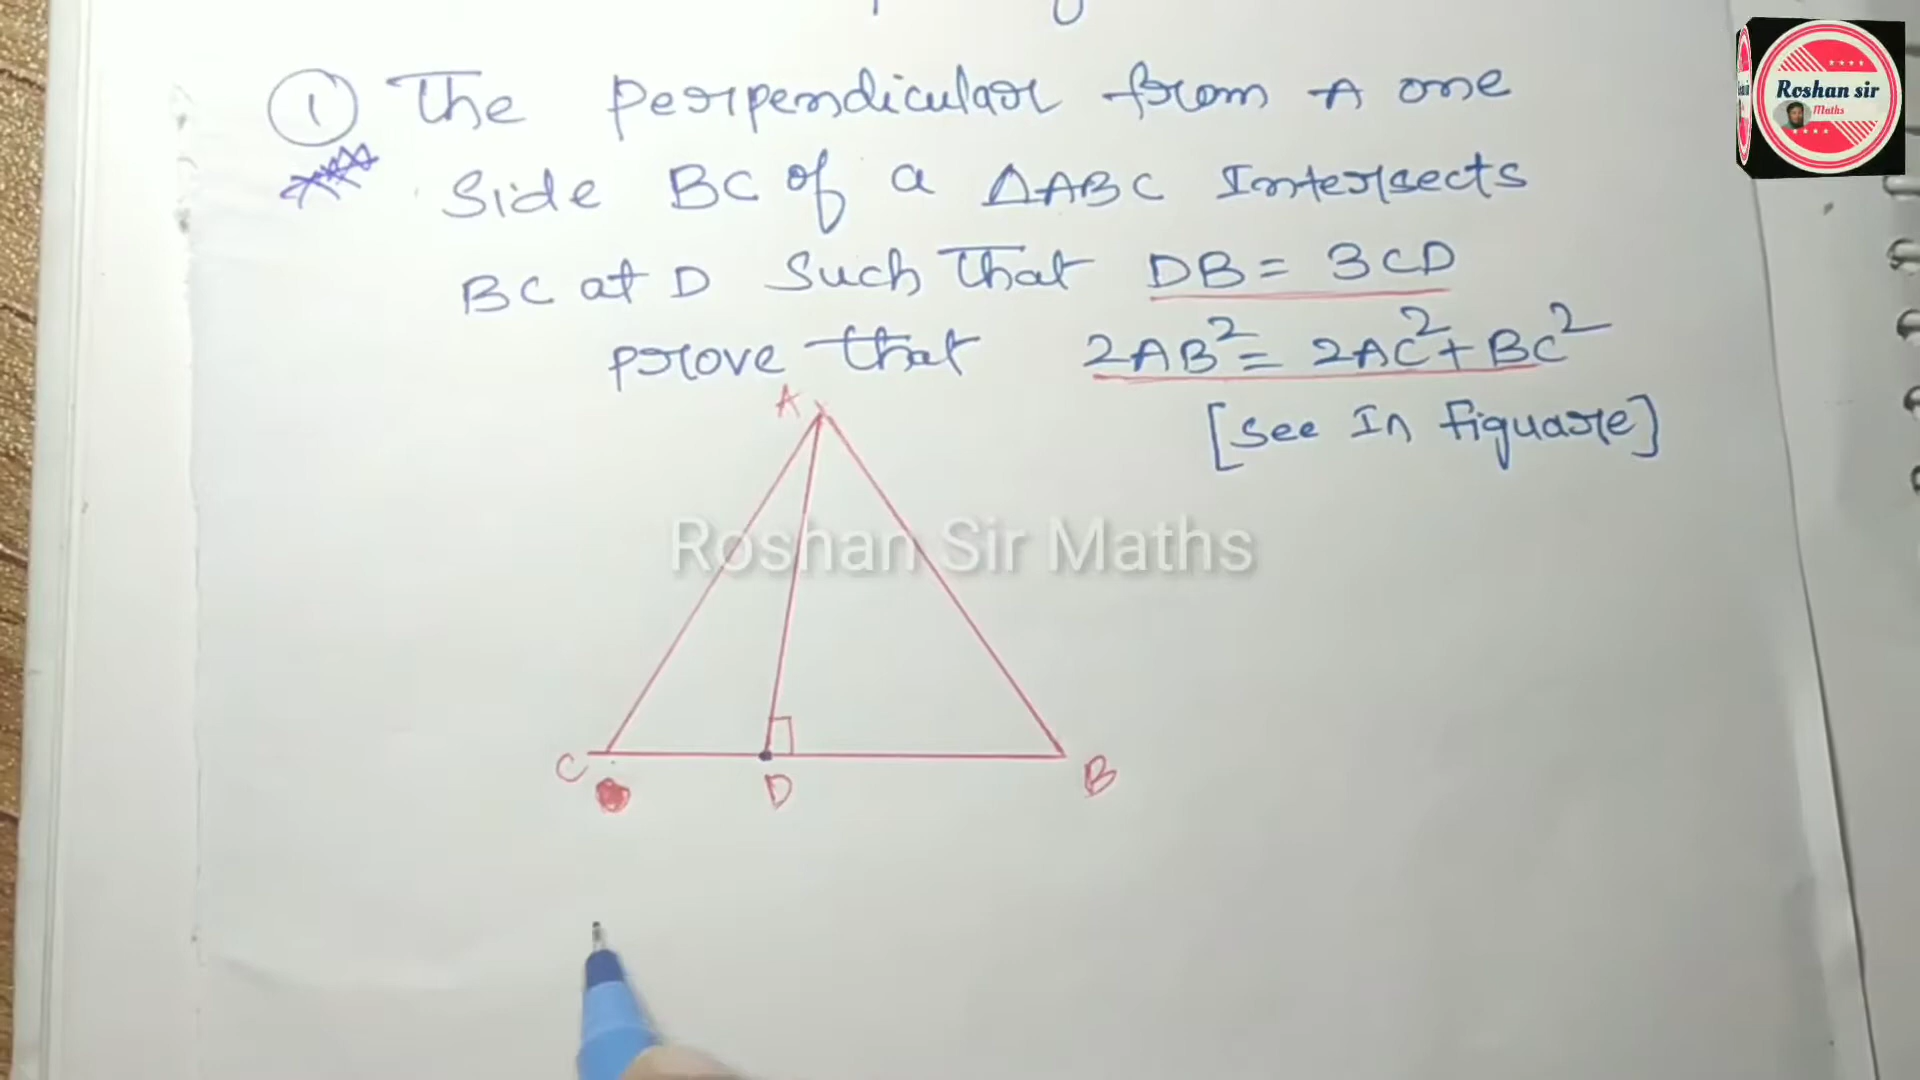 ① The perpendicular from A one
Side BC of a △ABC Intersects
BC at D Such That DB = 3CD
prove that 2AB² = 2AC² + BC²
[See In figuare]
A
C
D
B
Roshan Sir Maths
Roshan sir
Maths